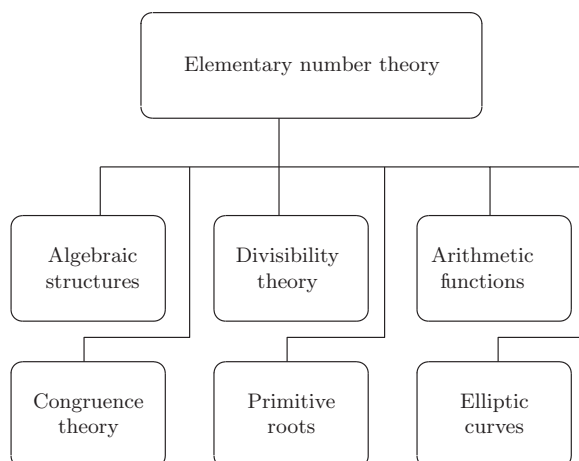 Elementary number theory
Algebraic
structures
Divisibility
theory
Arithmetic
functions
Congruence
theory
Primitive
roots
Elliptic
curves